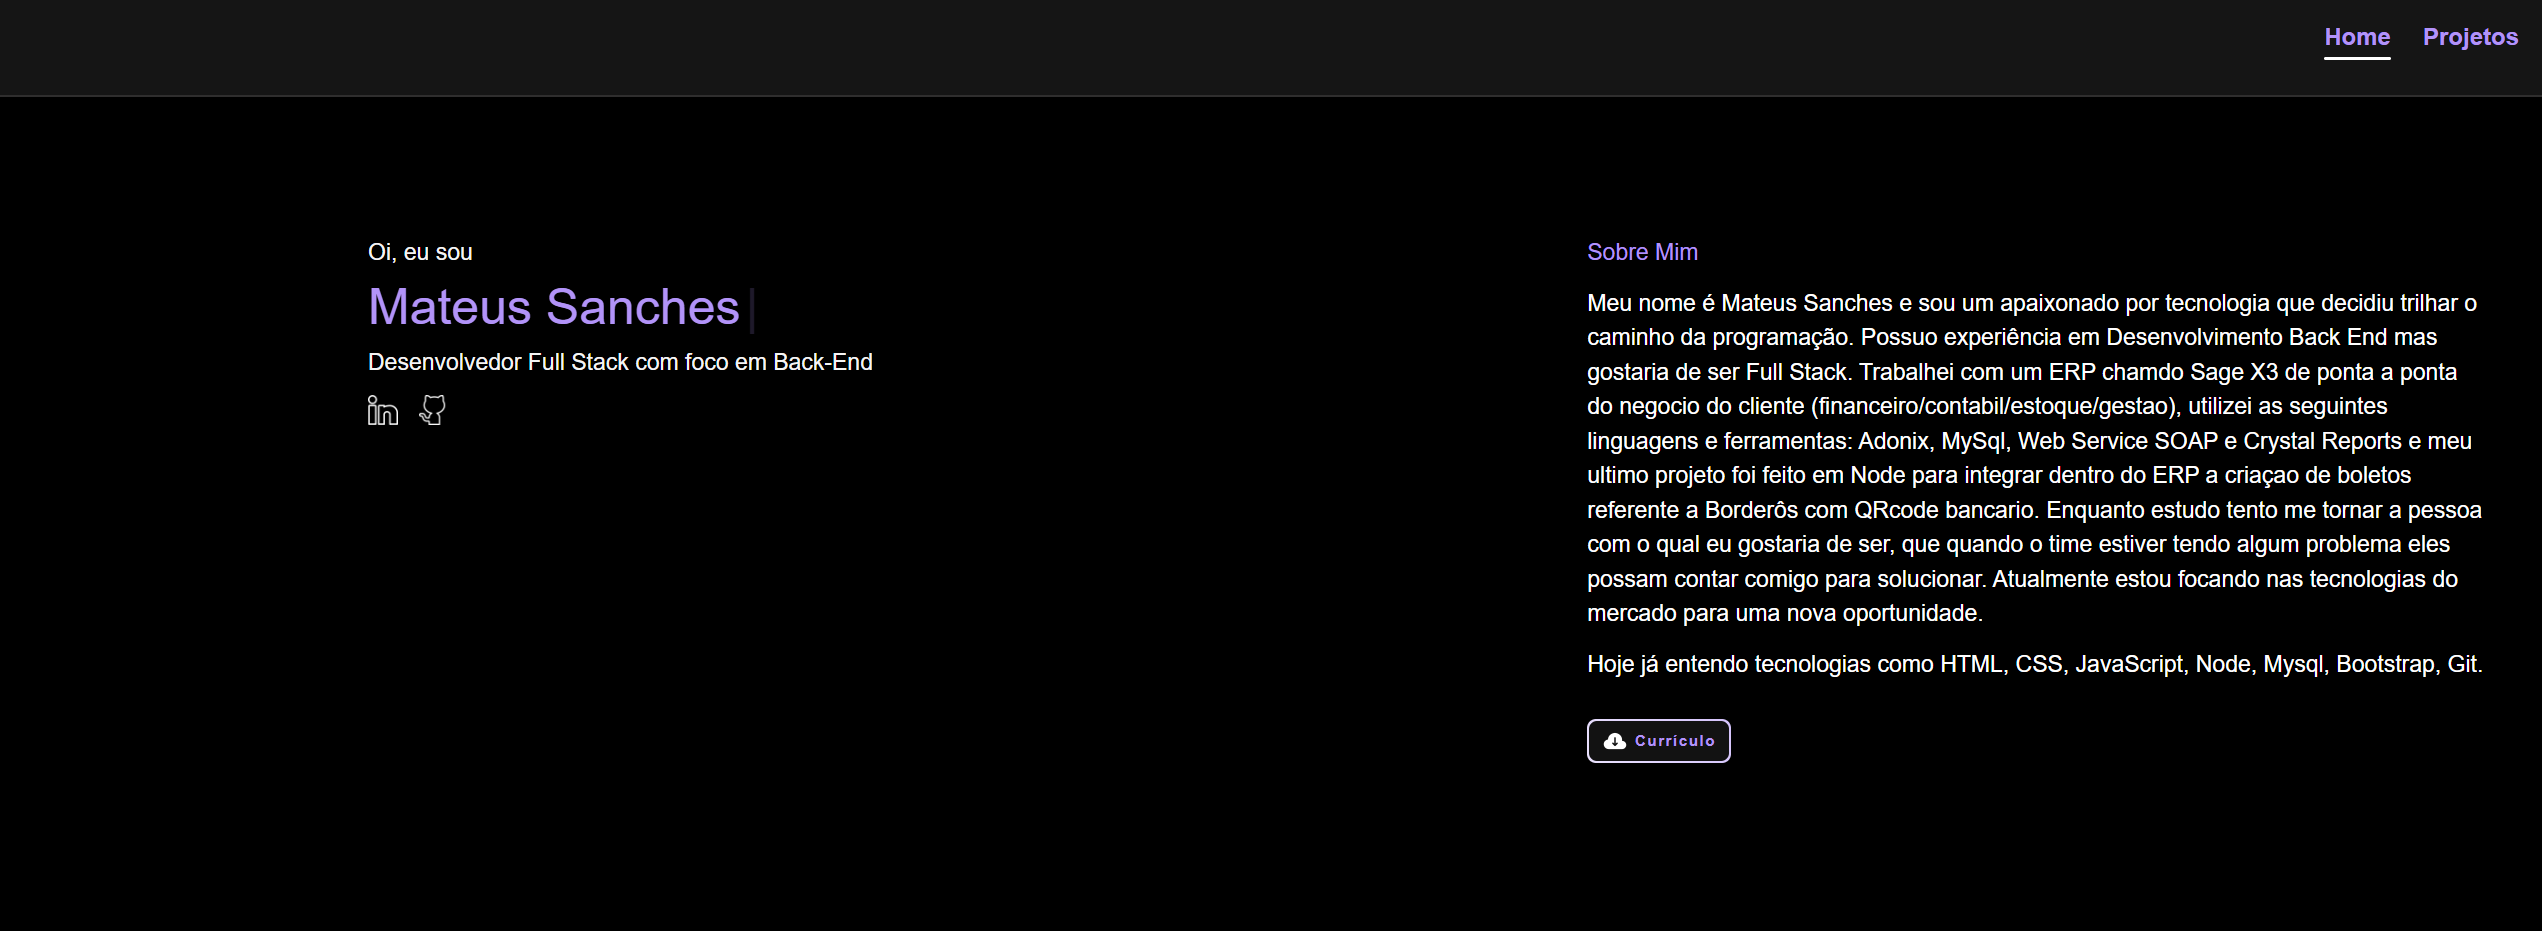 Home
Projetos
Oi, eu sou
Mateus Sanches
Desenvolvedor Full Stack com foco em Back-End
in
Sobre Mim
Meu nome é Mateus Sanches e sou um apaixonado por tecnologia que decidiu trilhar o
caminho da programação. Possuo experiência em Desenvolvimento Back End mas
gostaria de ser Full Stack. Trabalhei com um ERP chamdo Sage X3 de ponta a ponta
do negocio do cliente (financeiro/contabil/estoque/gestao), utilizei as seguintes
linguagens e ferramentas: Adonix, MySql, Web Service SOAP e Crystal Reports e meu
ultimo projeto foi feito em Node para integrar dentro do ERP a criaçao de boletos
referente a Borderôs com QRcode bancario. Enquanto estudo tento me tornar a pessoa
com o qual eu gostaria de ser, que quando o time estiver tendo algum problema eles
possam contar comigo para solucionar. Atualmente estou focando nas tecnologias do
mercado para uma nova oportunidade.
Hoje já entendo tecnologias como HTML, CSS, JavaScript, Node, Mysql, Bootstrap, Git.
Currículo